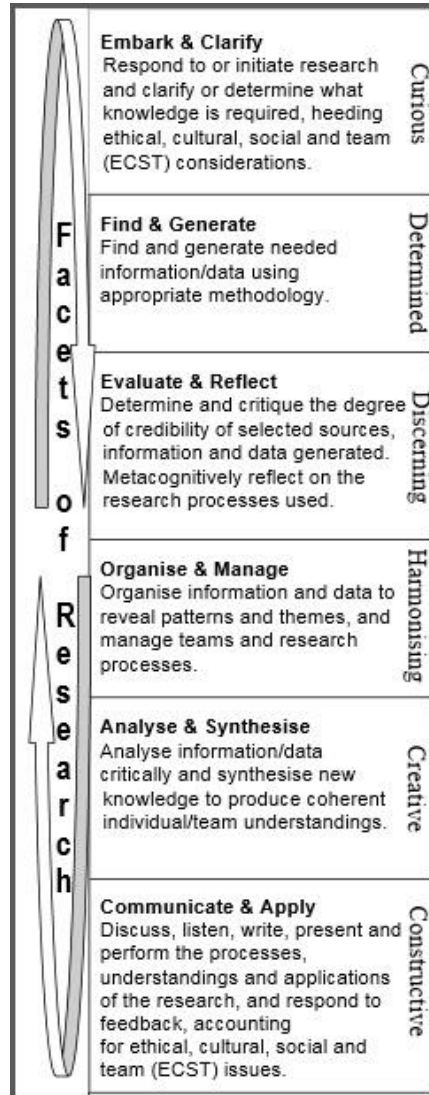 Facets of Research
Embark & Clarify
Respond to or initiate research
and clarify or determine what
knowledge is required, heeding
ethical, cultural, social and team
(ECST) considerations.
Curious
Find & Generate
Find and generate needed
information/data using
appropriate methodology.
Determined
Evaluate & Reflect
Determine and critique the degree
of credibility of selected sources,
information and data generated.
Metacognitively reflect on the
research processes used.
Discerning
Organise & Manage
Organise information and data to
reveal patterns and themes, and
manage teams and research
processes.
Harmonising
Analyse & Synthesise
Analyse information/data
critically and synthesise new
knowledge to produce coherent
individual/team understandings.
Creative
Communicate & Apply
Discuss, listen, write, present and
perform the processes,
understandings and applications
of the research, and respond to
feedback, accounting
for ethical, cultural, social and
team (ECST) issues.
Constructive